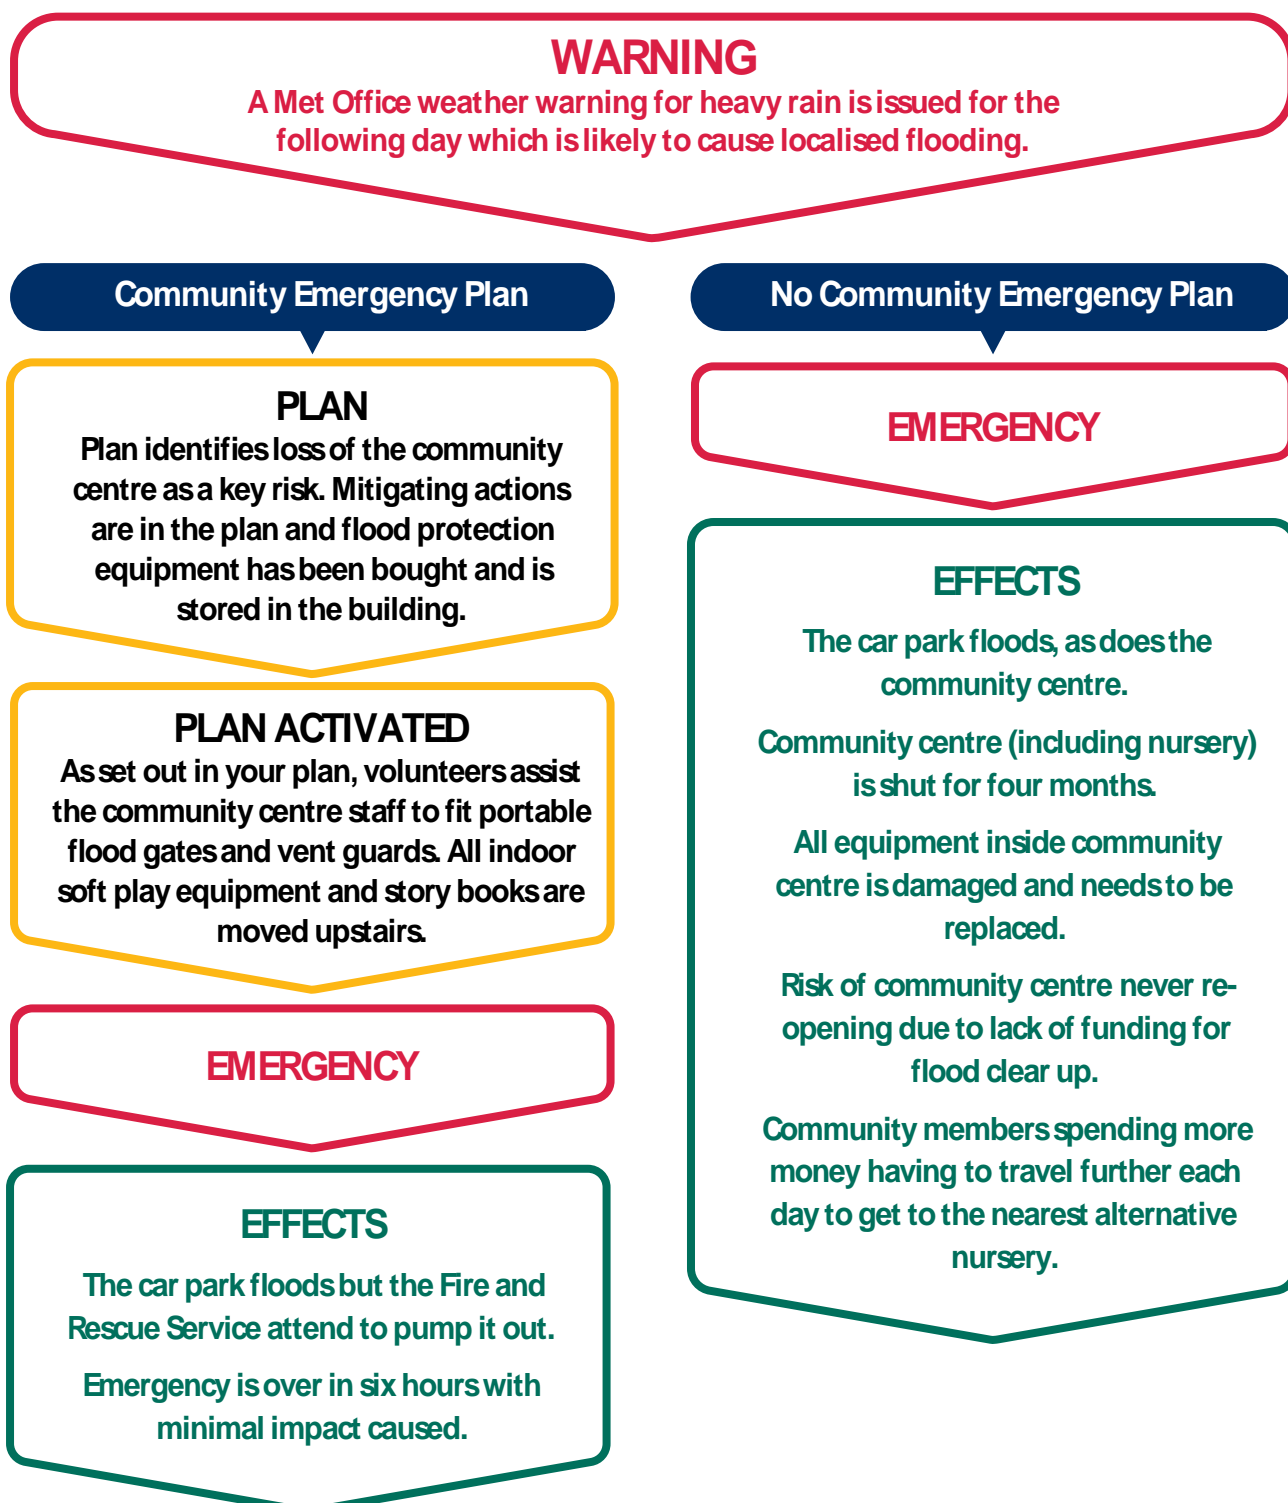 WARNING
A Met Office weather warning for heavy rain is issued for the
following day which is likely to cause localised flooding.
Community Emergency Plan
PLAN
Plan identifies loss of the community
centre as a key risk. Mitigating actions
are in the plan and flood protection
equipment has been bought and is
stored in the building.
PLAN ACTIVATED
As set out in your plan, volunteers assist
the community centre staff to fit portable
flood gates and vent guards. All indoor
soft play equipment and story books are
moved upstairs.
EMERGENCY
EFFECTS
The car park floods but the Fire and
Rescue Service attend to pump it out.
Emergency is over in six hours with
minimal impact caused.
No Community Emergency Plan
EMERGENCY
EFFECTS
The car park floods, as does the
community centre.
Community centre (including nursery)
is shut for four months.
All equipment inside community
centre is damaged and needs to be
replaced.
Risk of community centre never re-
opening due to lack of funding for
flood clear up.
Community members spending more
money having to travel further each
day to get to the nearest alternative
nursery.